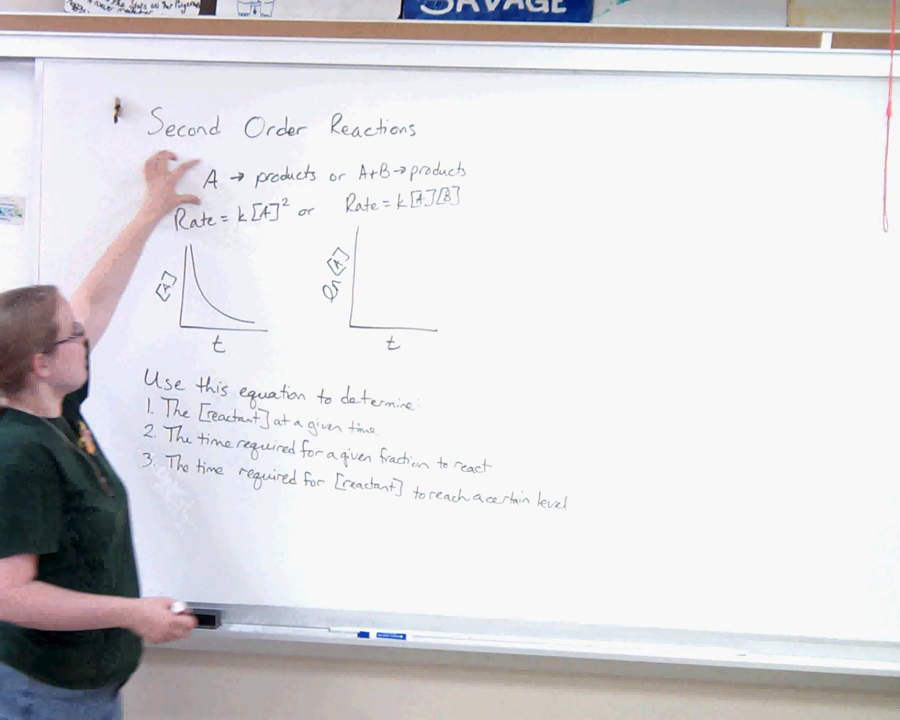 SAVAGE
Second Order Reactions
A → products or A+B → products
Rate = k[A]² or Rate = k[A][B]
[A]
t
ln [A]
t
Use this equation to determine:
1. The [reactant] at a given time
2. The time required for a given fraction to react
3. The time required for [reactant] to reach a certain level